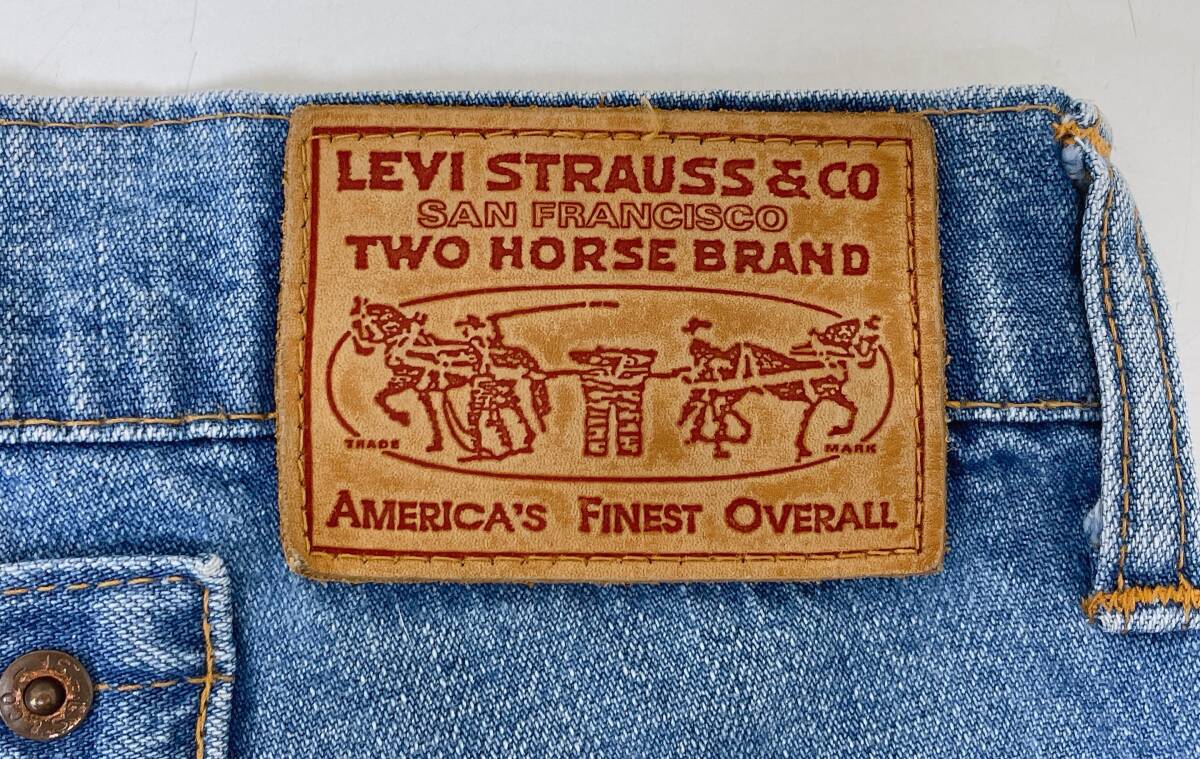 LEVI STRAUSS & CO
SAN FRANCISCO
TWO HORSE BRAND
TRADE MARK
AMERICA'S FINEST OVERALL